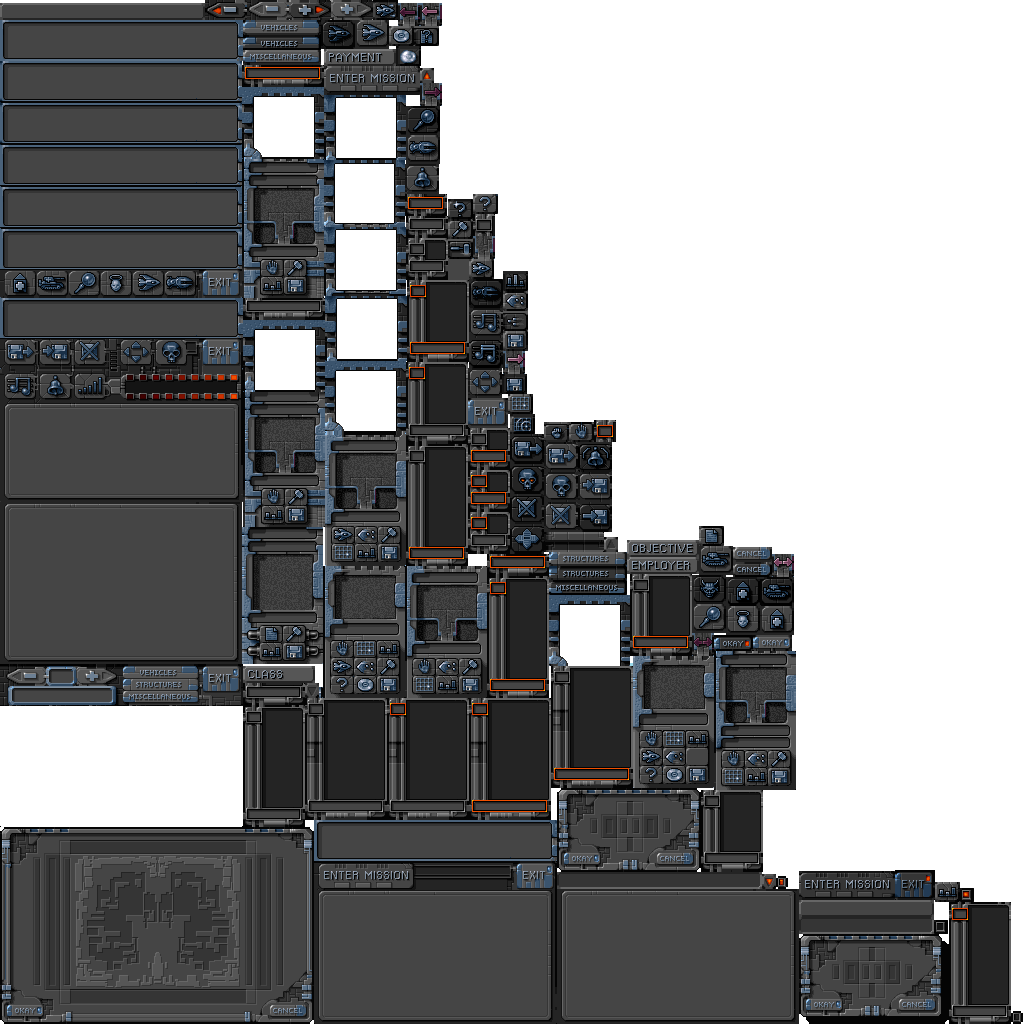 VEHICLES
VEHICLES
MISCELLANEOUS
PAYMENT
ENTER MISSION
EXIT
EXIT
EXIT
STRUCTURES
STRUCTURES
MISCELLANEOUS
OBJECTIVE
EMPLOYER
CANCEL
CANCEL
OKAY
OKAY
VEHICLES
STRUCTURES
MISCELLANEOUS
EXIT
CLASS
OKAY
CANCEL
ENTER MISSION
EXIT
ENTER MISSION
EXIT
OKAY
CANCEL
OKAY
CANCEL